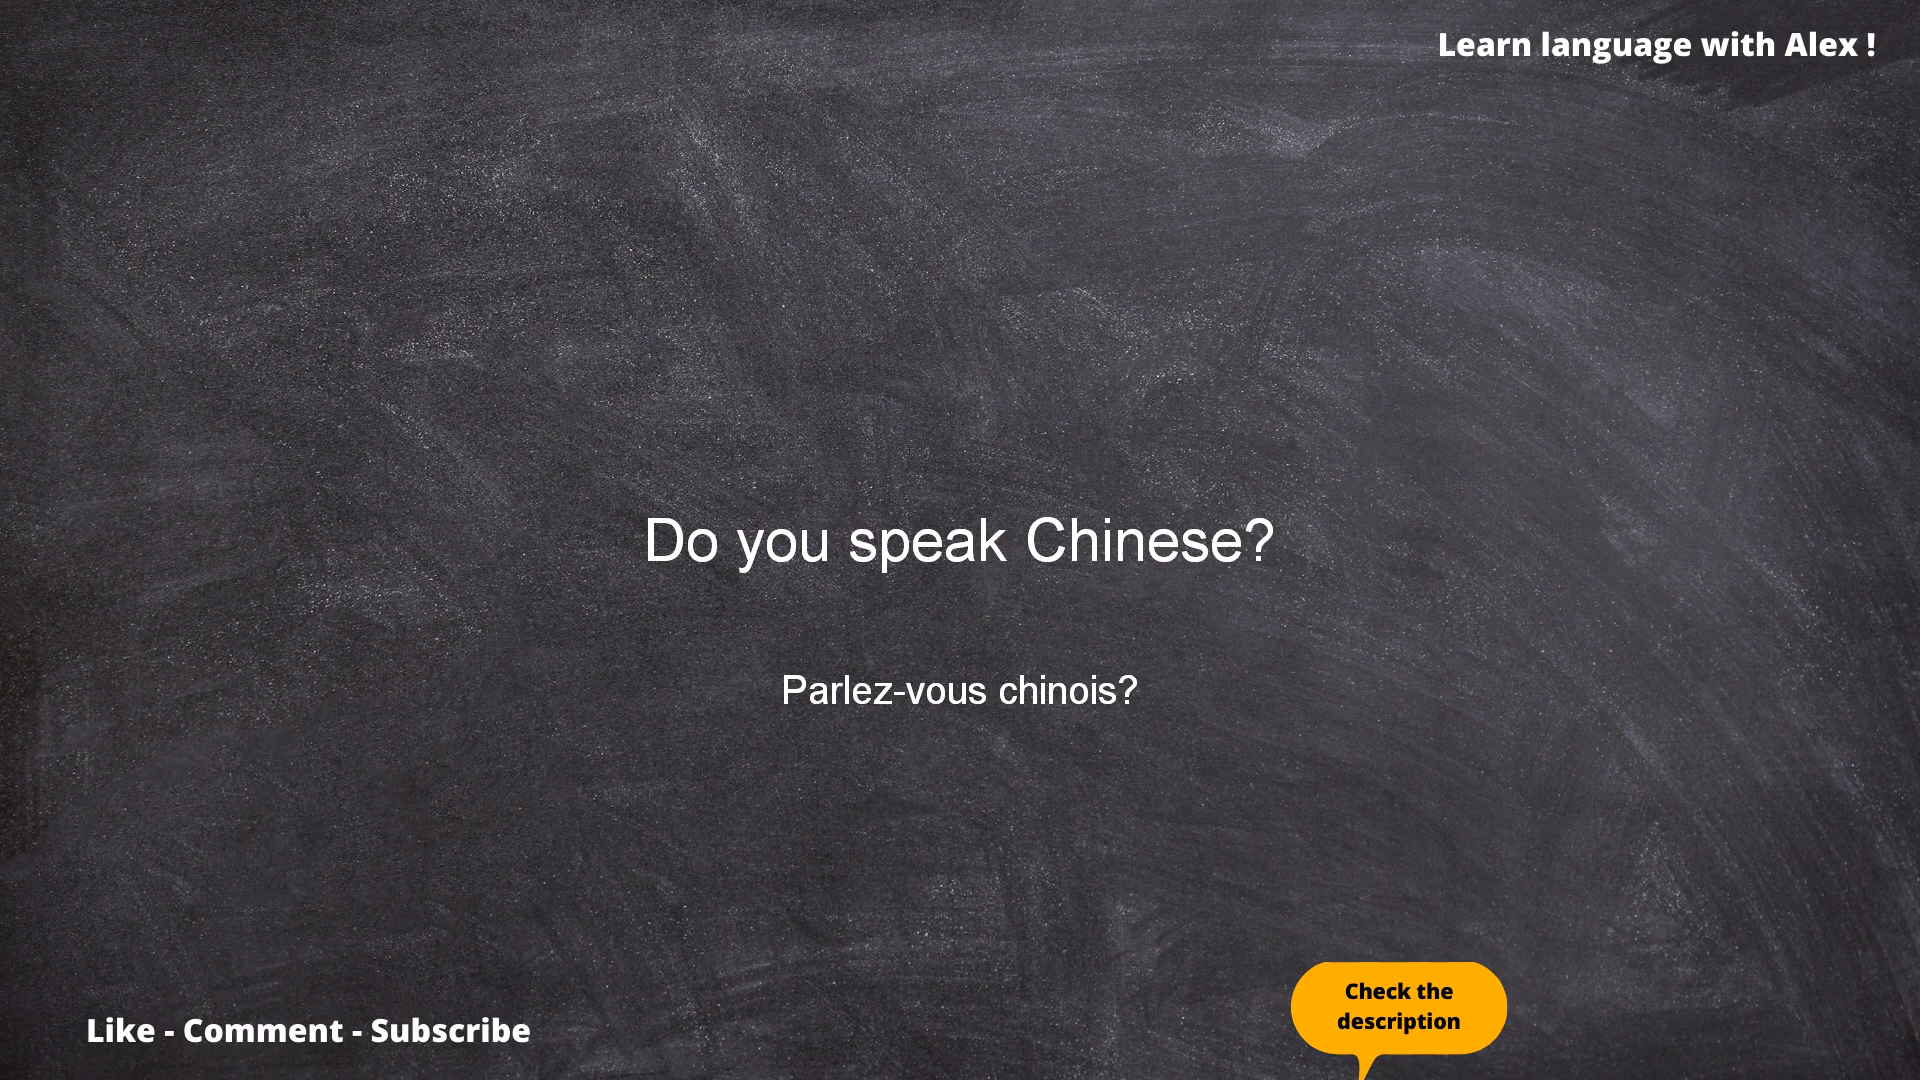 Learn language with Alex !
Do you speak Chinese?
Parlez-vous chinois?
Check the
description
Like - Comment - Subscribe